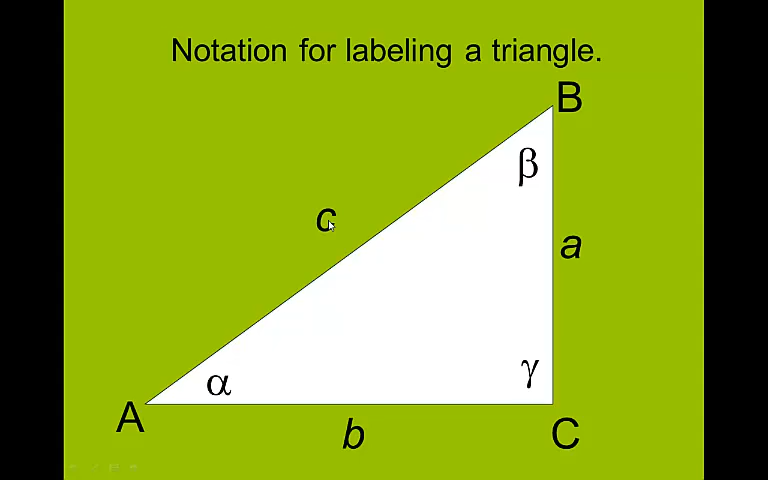 Notation for labeling a triangle.
B
β
c
a
α
γ
A
b
C